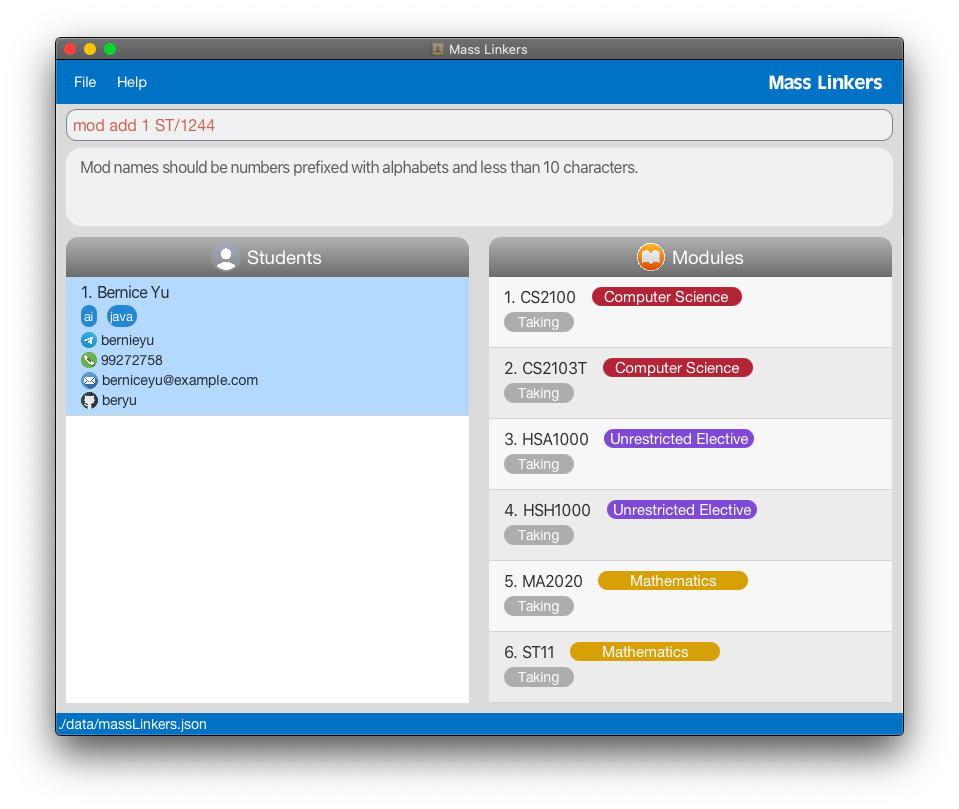 Mass Linkers
File Help Mass Linkers
mod add 1 ST/1244
Mod names should be numbers prefixed with alphabets and less than 10 characters.
Students
1. Bernice Yu
ai java
bernieyu
99272758
berniceyu@example.com
beryu
Modules
1. CS2100 Computer Science
Taking
2. CS2103T Computer Science
Taking
3. HSA1000 Unrestricted Elective
Taking
4. HSH1000 Unrestricted Elective
Taking
5. MA2020 Mathematics
Taking
6. ST11 Mathematics
Taking
./data/massLinkers.json